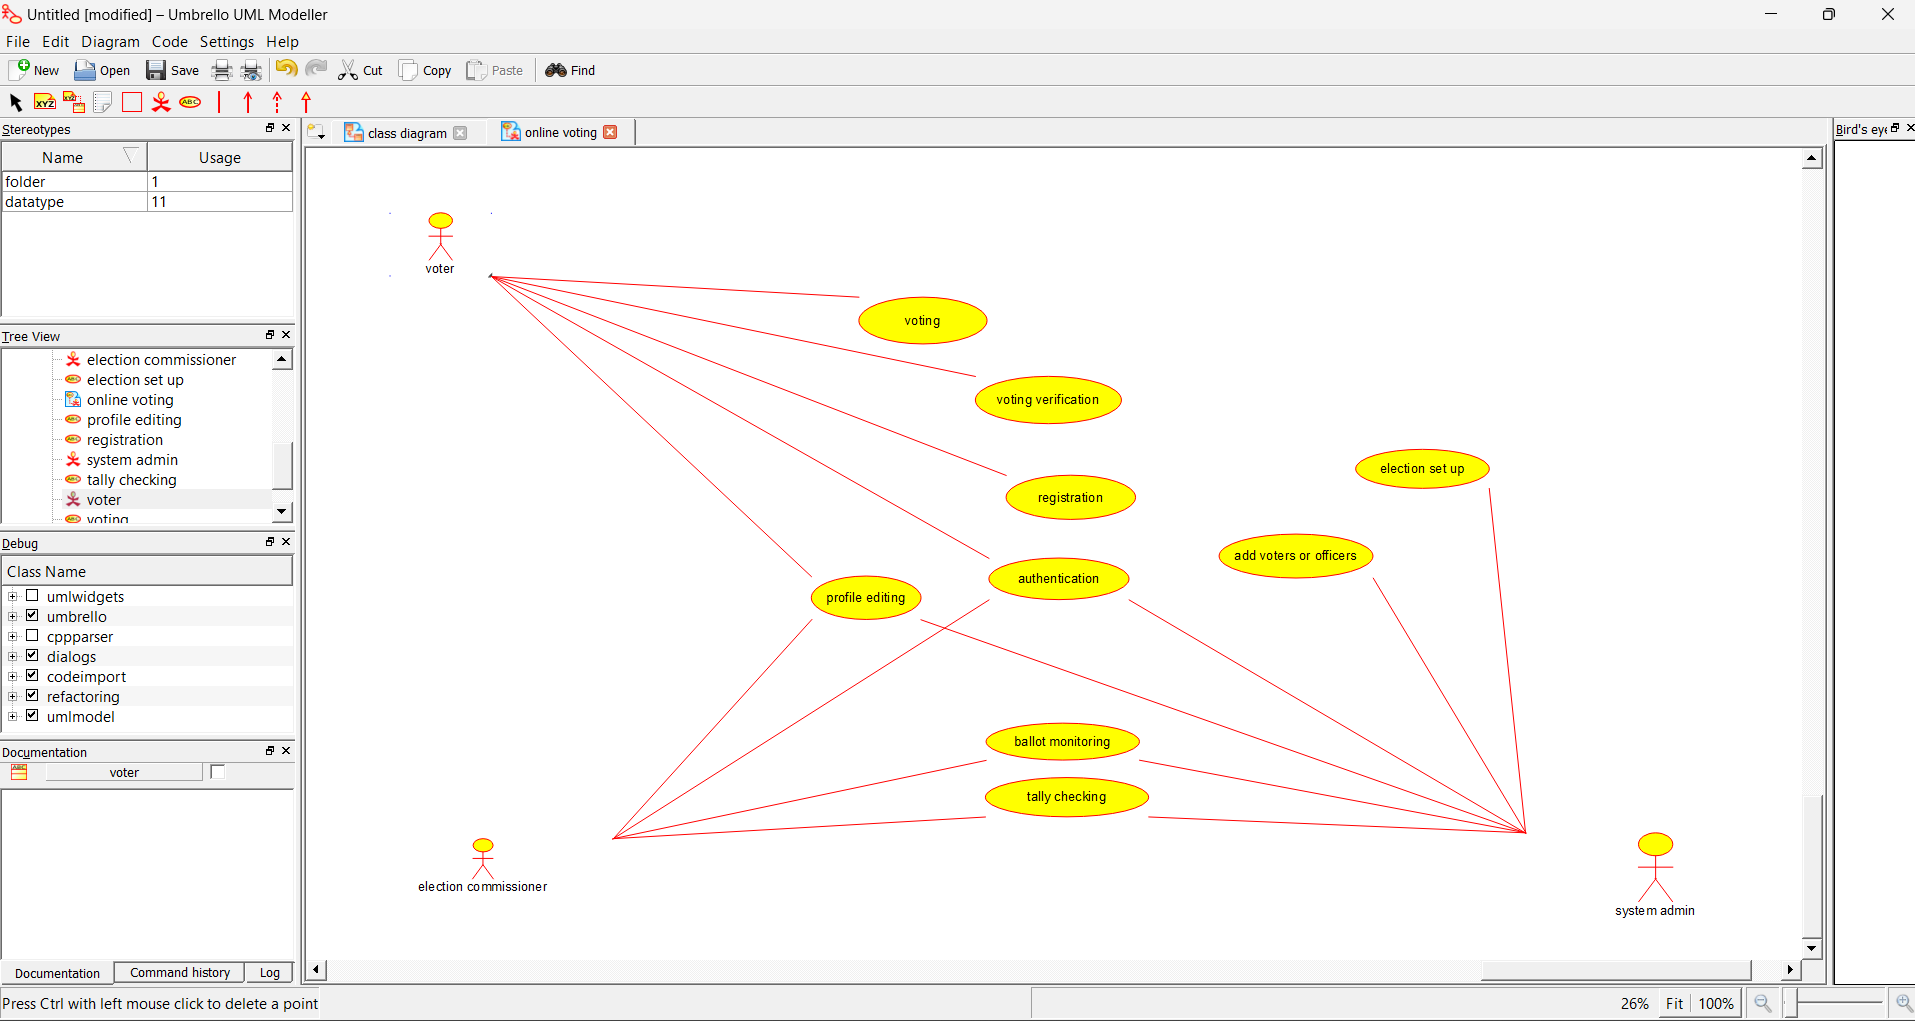 Untitled [modified] – Umbrello UML Modeller
File Edit Diagram Code Settings Help
New Open Save Cut Copy Paste Find
XYZ XYZ ABC
Stereotypes
Name Usage
folder 1
datatype 11
Tree View
election commissioner
election set up
online voting
profile editing
registration
system admin
tally checking
voter
voting
Debug
Class Name
umlwidgets
umbrello
cppparser
dialogs
codeimport
refactoring
umlmodel
Documentation
voter
Documentation Command history Log
class diagram online voting
voter
voting
voting verification
registration
election set up
add voters or officers
authentication
profile editing
ballot monitoring
tally checking
election commissioner
system admin
Bird's eye
Press Ctrl with left mouse click to delete a point
26% Fit 100%